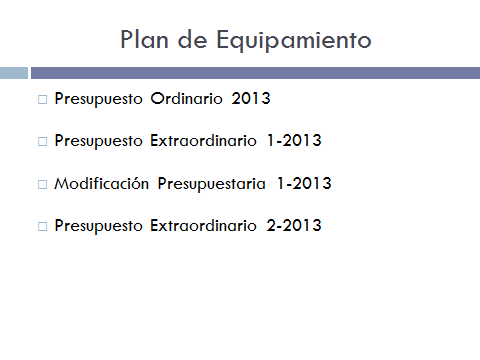 Plan de Equipamiento
Presupuesto Ordinario 2013
Presupuesto Extraordinario 1-2013
Modificación Presupuestaria 1-2013
Presupuesto Extraordinario 2-2013